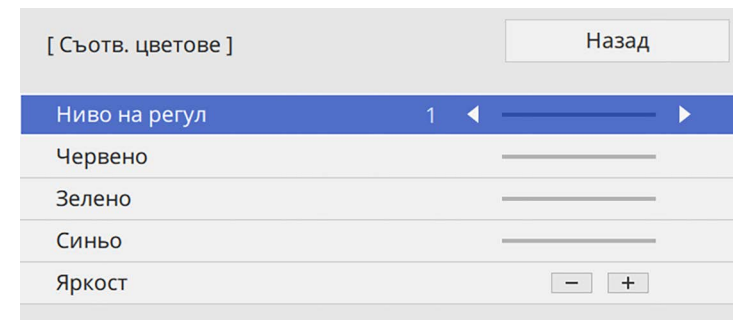 [ Съотв. цветове ]
Назад
Ниво на регул 1
Червено
Зелено
Синьо
Яркост − +